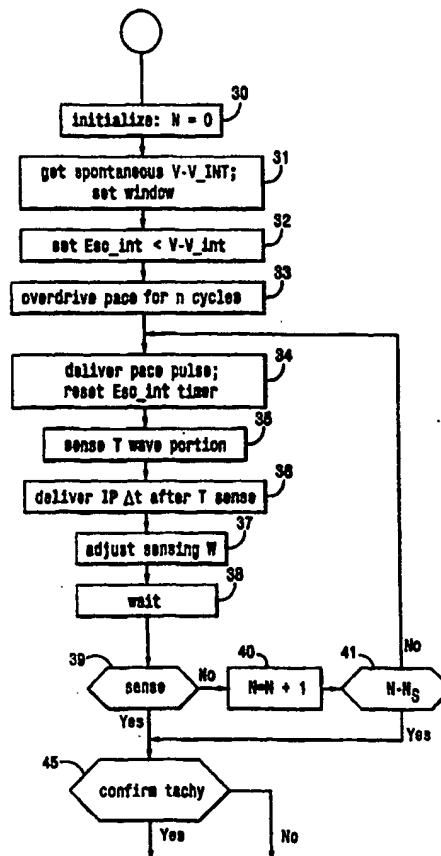 30
initialize: N = 0
31
get spontaneous V-V_INT;
set window
32
set Esc_int < V-V_int
33
overdrive pace for n cycles
34
deliver pace pulse;
reset Esc_int timer
35
sense T wave portion
36
deliver IP Δt after T sense
37
adjust sensing W
38
wait
39
sense
No
40
N=N + 1
41
N-NS
No
Yes
Yes
45
confirm tachy
Yes
No